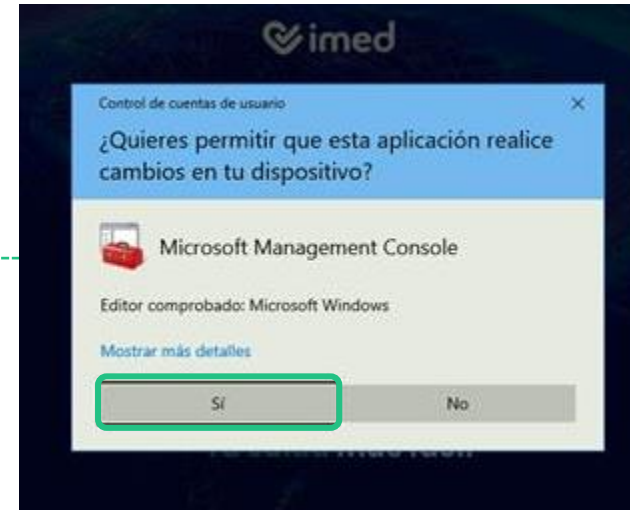 imed
Control de cuentas de usuario
¿Quieres permitir que esta aplicación realice
cambios en tu dispositivo?
Microsoft Management Console
Editor comprobado: Microsoft Windows
Mostrar más detalles
Sí
No